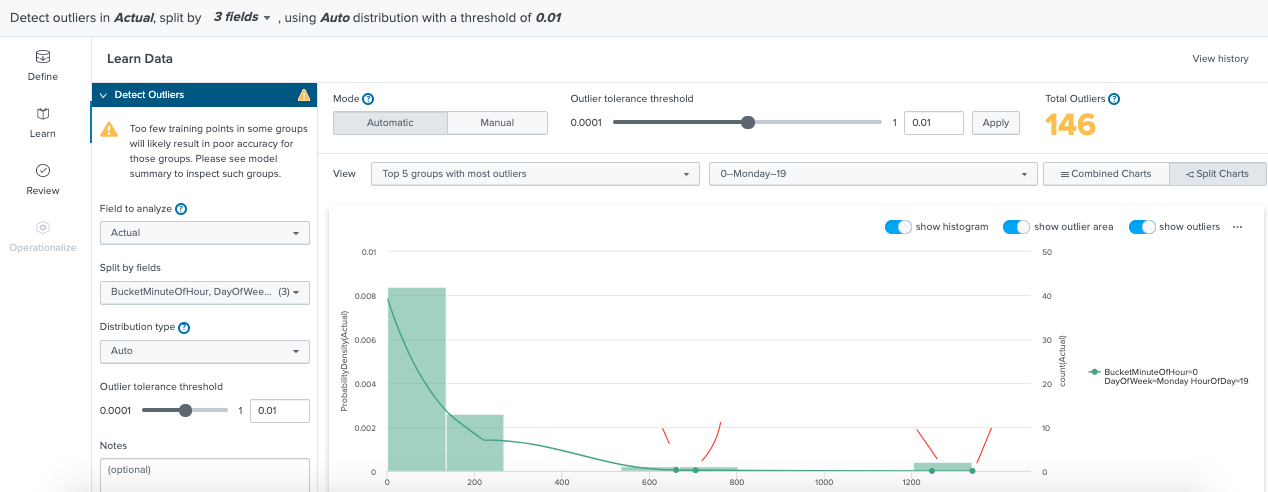 Detect outliers in Actual, split by 3 fields , using Auto distribution with a threshold of 0.01
Define
Learn
Review
Operationalize
Learn Data
View history
Detect Outliers
Too few training points in some groups
will likely result in poor accuracy for
those groups. Please see model
summary to inspect such groups.
Field to analyze ?
Actual
Split by fields
BucketMinuteOfHour, DayOfWee... (3)
Distribution type ?
Auto
Outlier tolerance threshold
0.0001 1 0.01
Notes
(optional)
Mode ?
Automatic Manual
Outlier tolerance threshold
0.0001 1 0.01 Apply
Total Outliers ?
146
View Top 5 groups with most outliers 0--Monday--19 Combined Charts Split Charts
show histogram show outlier area show outliers ...
0.01
0.008
0.006
0.004
0.002
0
ProbabilityDensity(Actual)
50
40
30
20
10
0
count(Actual)
0 200 400 600 800 1000 1200
BucketMinuteOfHour=0
DayOfWeek=Monday HourOfDay=19